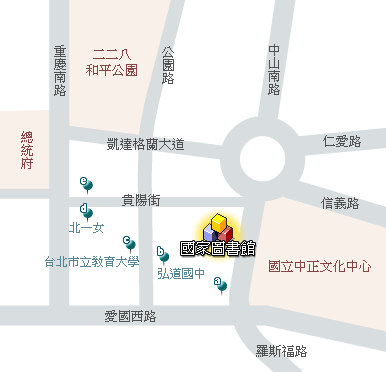 重慶南路
二二八
和平公園
公園路
中山南路
總統府
凱達格蘭大道
仁愛路
e
貴陽街
信義路
d
北一女
國家圖書館
c
台北市立教育大學
b
弘道國中
國立中正文化中心
a
愛國西路
羅斯福路